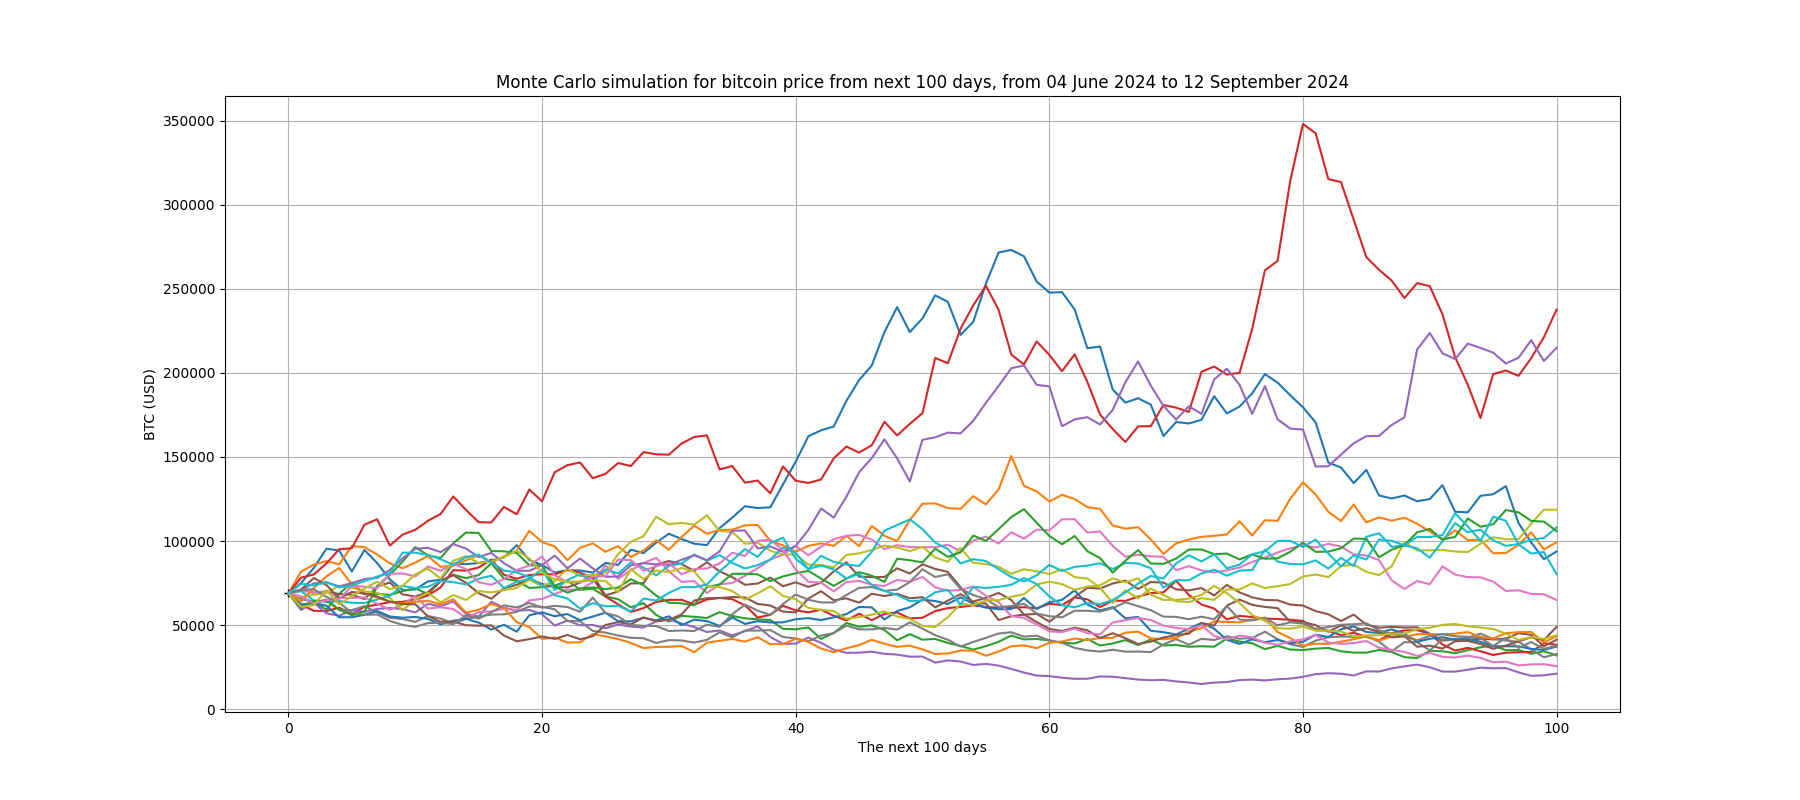 Monte Carlo simulation for bitcoin price from next 100 days, from 04 June 2024 to 12 September 2024
350000
300000
250000
200000
150000
100000
50000
0
BTC (USD)
0 20 40 60 80 100
The next 100 days